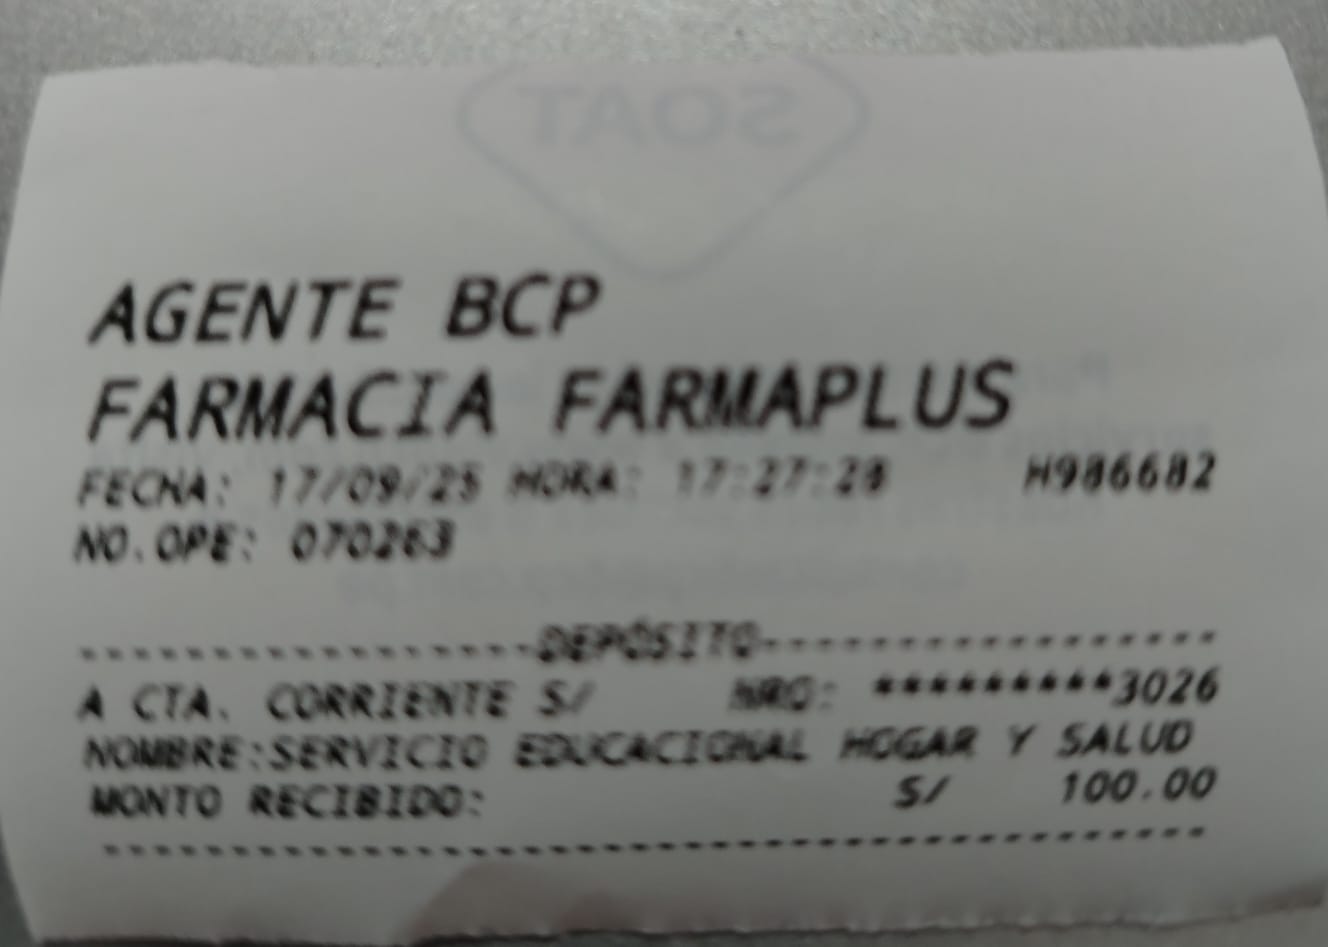 SOAT
AGENTE BCP
FARMACIA FARMAPLUS
FECHA: 17/09/25 HORA: 17:27:28 H986682
NO.OPE: 070263
------------------DEPÓSITO------------------
A CTA. CORRIENTE S/ NRO: *********3026
NOMBRE:SERVICIO EDUCACIONAL HOGAR Y SALUD
MONTO RECIBIDO: S/ 100.00